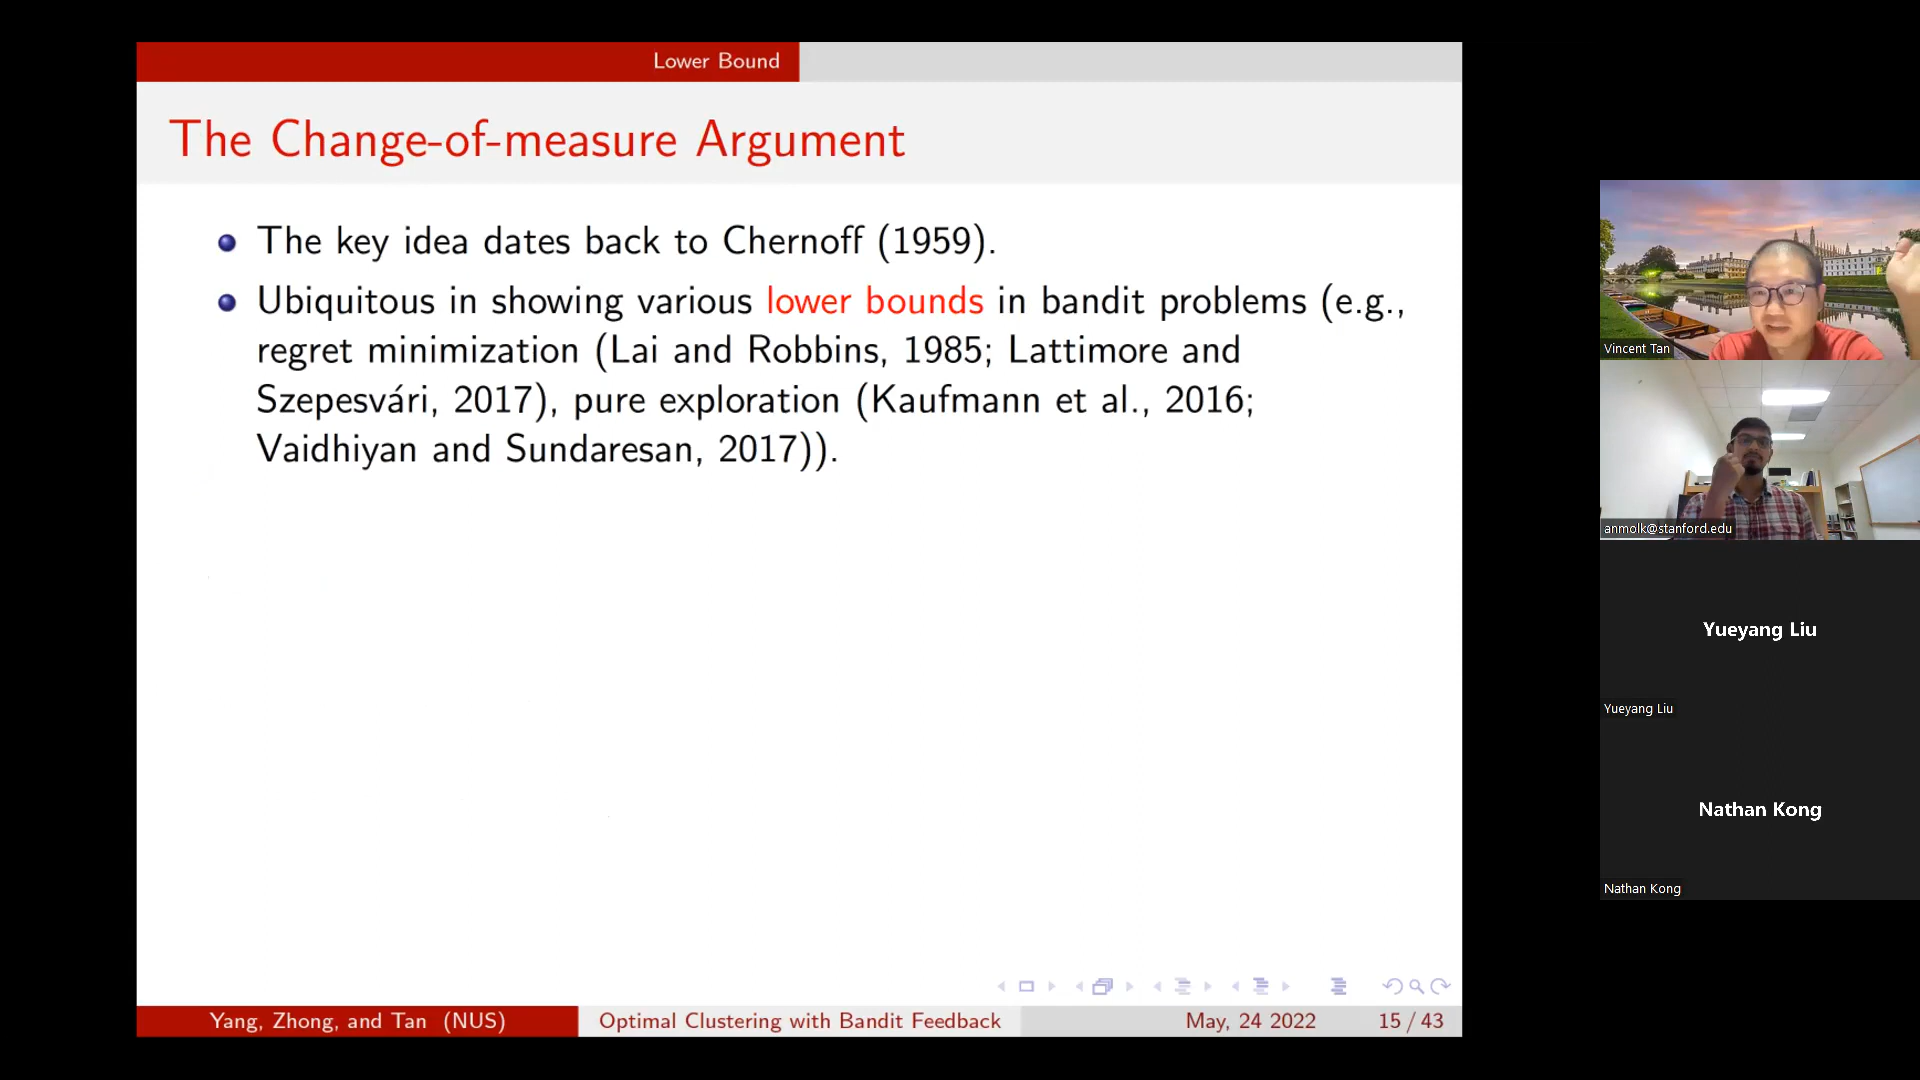 Lower Bound
The Change-of-measure Argument
The key idea dates back to Chernoff (1959).
Ubiquitous in showing various lower bounds in bandit problems (e.g.,
regret minimization (Lai and Robbins, 1985; Lattimore and
Szepesvári, 2017), pure exploration (Kaufmann et al., 2016;
Vaidhiyan and Sundaresan, 2017)).
Yang, Zhong, and Tan (NUS)
Optimal Clustering with Bandit Feedback
May, 24 2022
15 / 43
Vincent Tan
anmolk@stanford.edu
Yueyang Liu
Yueyang Liu
Nathan Kong
Nathan Kong